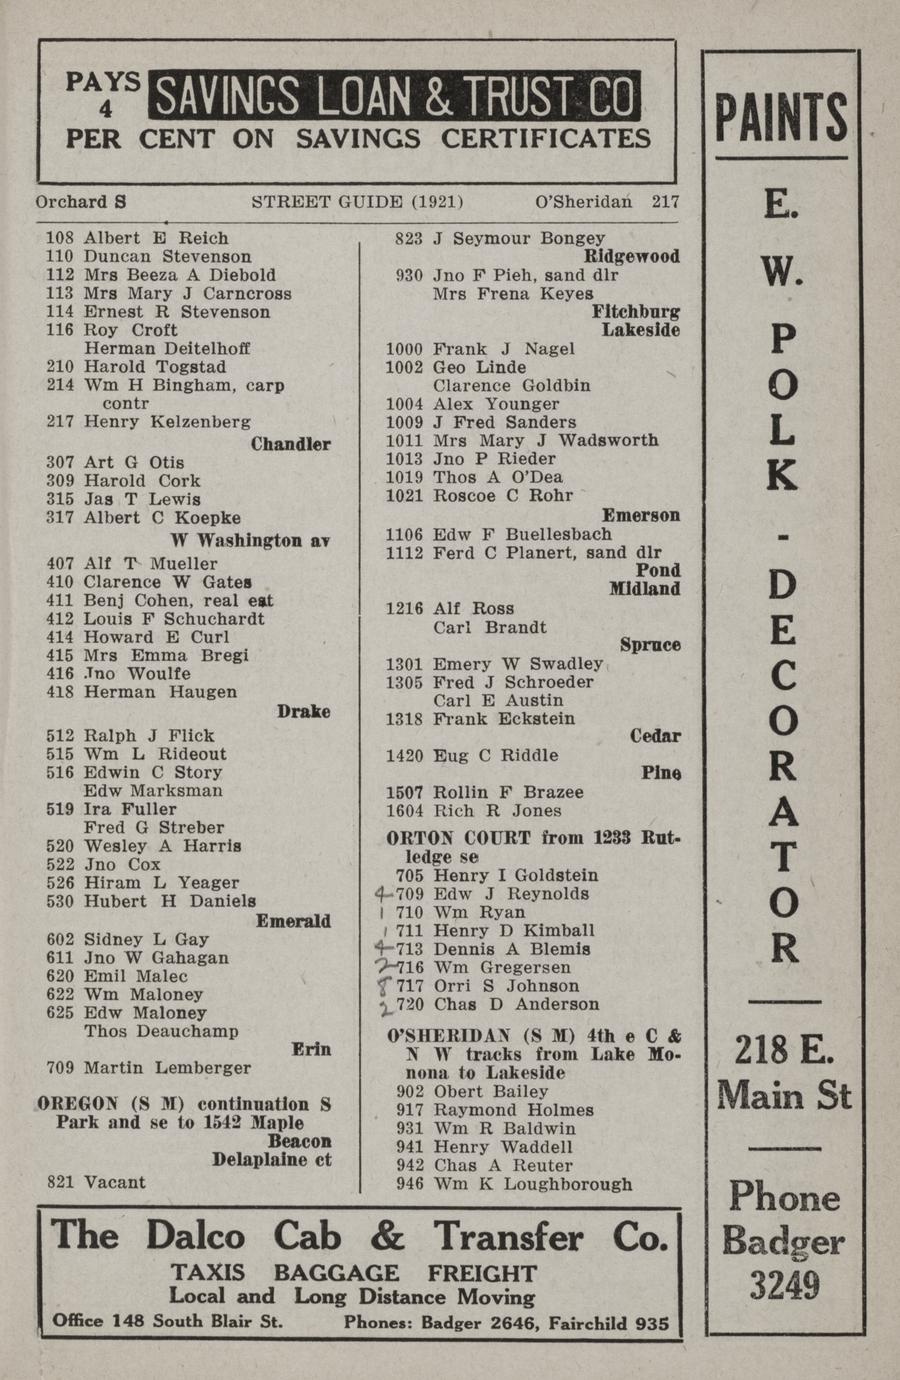 PAYS
4
SAVINGS LOAN & TRUST CO
PER CENT ON SAVINGS CERTIFICATES
Orchard S STREET GUIDE (1921) O'Sheridan 217
108 Albert E Reich
110 Duncan Stevenson
112 Mrs Beeza A Diebold
113 Mrs Mary J Carncross
114 Ernest R Stevenson
116 Roy Croft
Herman Deitelhoff
210 Harold Togstad
214 Wm H Bingham, carp
contr
217 Henry Kelzenberg
Chandler
307 Art G Otis
309 Harold Cork
315 Jas T Lewis
317 Albert C Koepke
W Washington av
407 Alf T Mueller
410 Clarence W Gates
411 Benj Cohen, real est
412 Louis F Schuchardt
414 Howard E Curl
415 Mrs Emma Bregi
416 Jno Woulfe
418 Herman Haugen
Drake
512 Ralph J Flick
515 Wm L Rideout
516 Edwin C Story
Edw Marksman
519 Ira Fuller
Fred G Streber
520 Wesley A Harris
522 Jno Cox
526 Hiram L Yeager
530 Hubert H Daniels
Emerald
602 Sidney L Gay
611 Jno W Gahagan
620 Emil Malec
622 Wm Maloney
625 Edw Maloney
Thos Deauchamp
Erin
709 Martin Lemberger
OREGON (S M) continuation S
Park and se to 1542 Maple
Beacon
Delaplaine ct
821 Vacant
823 J Seymour Bongey
Ridgewood
930 Jno F Pieh, sand dlr
Mrs Frena Keyes
Fitchburg
Lakeside
1000 Frank J Nagel
1002 Geo Linde
Clarence Goldbin
1004 Alex Younger
1009 J Fred Sanders
1011 Mrs Mary J Wadsworth
1013 Jno P Rieder
1019 Thos A O'Dea
1021 Roscoe C Rohr
Emerson
1106 Edw F Buellesbach
1112 Ferd C Planert, sand dlr
Pond
Midland
1216 Alf Ross
Carl Brandt
Spruce
1301 Emery W Swadley
1305 Fred J Schroeder
Carl E Austin
1318 Frank Eckstein
Cedar
1420 Eug C Riddle
Pine
1507 Rollin F Brazee
1604 Rich R Jones
ORTON COURT from 1233 Rut-
ledge se
705 Henry I Goldstein
4 709 Edw J Reynolds
1 710 Wm Ryan
1 711 Henry D Kimball
4 713 Dennis A Blemis
2 716 Wm Gregersen
8 717 Orri S Johnson
2 720 Chas D Anderson
O'SHERIDAN (S M) 4th e C &
N W tracks from Lake Mo-
nona to Lakeside
902 Obert Bailey
917 Raymond Holmes
931 Wm R Baldwin
941 Henry Waddell
942 Chas A Reuter
946 Wm K Loughborough
PAINTS
E.
W.
P
O
L
K
-
D
E
C
O
R
A
T
O
R
218 E.
Main St
Phone
Badger
3249
The Dalco Cab & Transfer Co.
TAXIS BAGGAGE FREIGHT
Local and Long Distance Moving
Office 148 South Blair St. Phones: Badger 2646, Fairchild 935